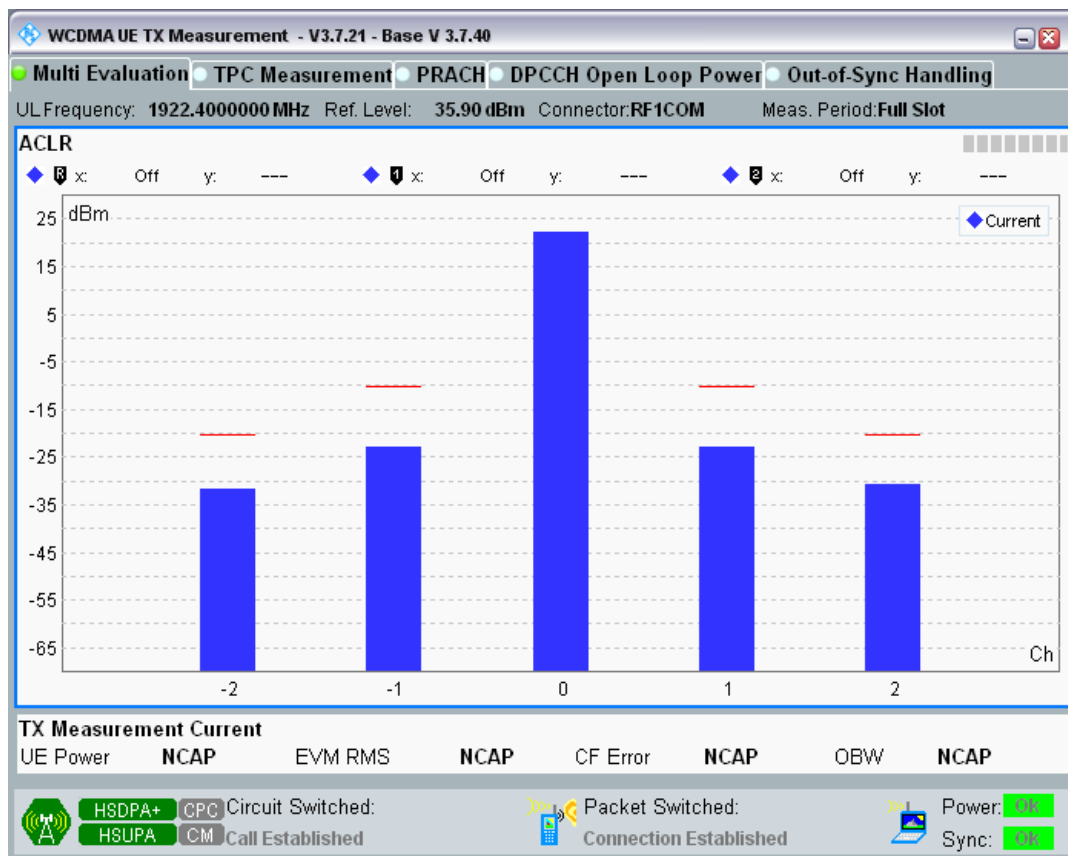 WCDMA UE TX Measurement - V3.7.21 - Base V 3.7.40
Multi Evaluation TPC Measurement PRACH DPCCH Open Loop Power Out-of-Sync Handling
UL Frequency: 1922.4000000 MHz Ref. Level: 35.90 dBm Connector:RF1COM Meas. Period:Full Slot
ACLR
R x: Off y: --- 1 x: Off y: --- 2 x: Off y: ---
dBm
Current
25
15
5
-5
-15
-25
-35
-45
-55
-65
Ch
-2 -1 0 1 2
TX Measurement Current
UE Power NCAP EVM RMS NCAP CF Error NCAP OBW NCAP
HSDPA+ CPC Circuit Switched: Packet Switched: Power: OK
HSUPA CM Call Established Connection Established Sync: OK